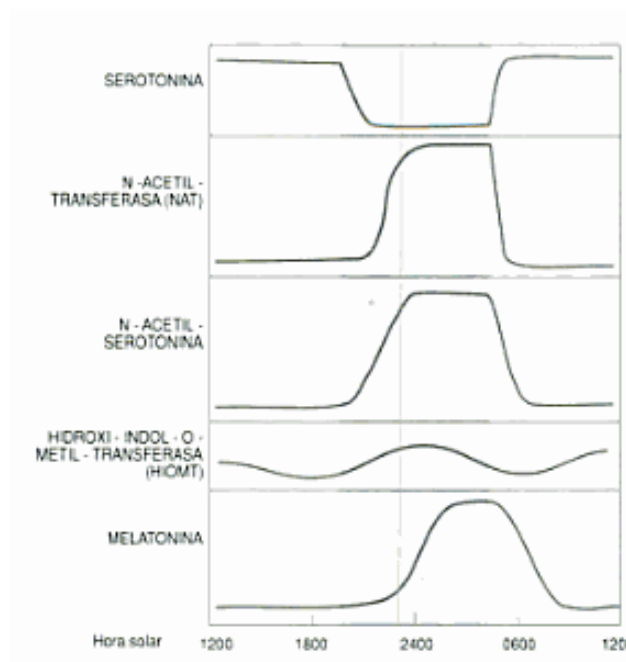 SEROTONINA
N -ACETIL -
TRANSFERASA (NAT)
N - ACETIL -
SEROTONINA
HIDROXI - INDOL - O -
METIL - TRANSFERASA
(HIOMT)
MELATONINA
Hora solar 1200 1800 2400 0600 120